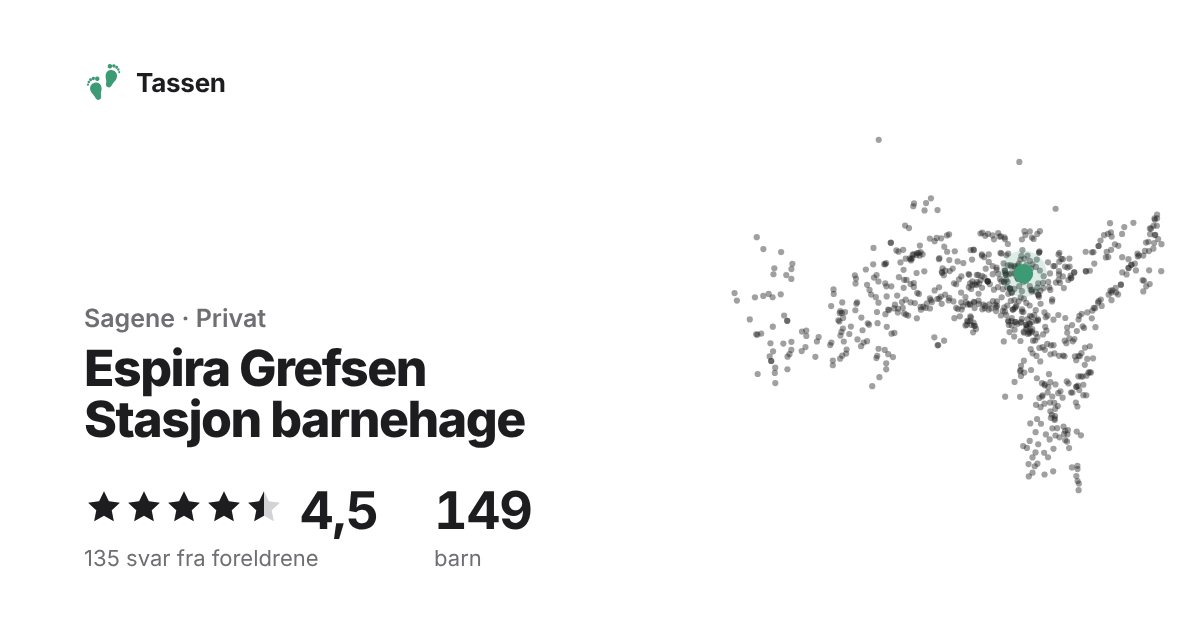 Tassen
Sagene · Privat
Espira Grefsen
Stasjon barnehage
4,5
135 svar fra foreldrene
149
barn